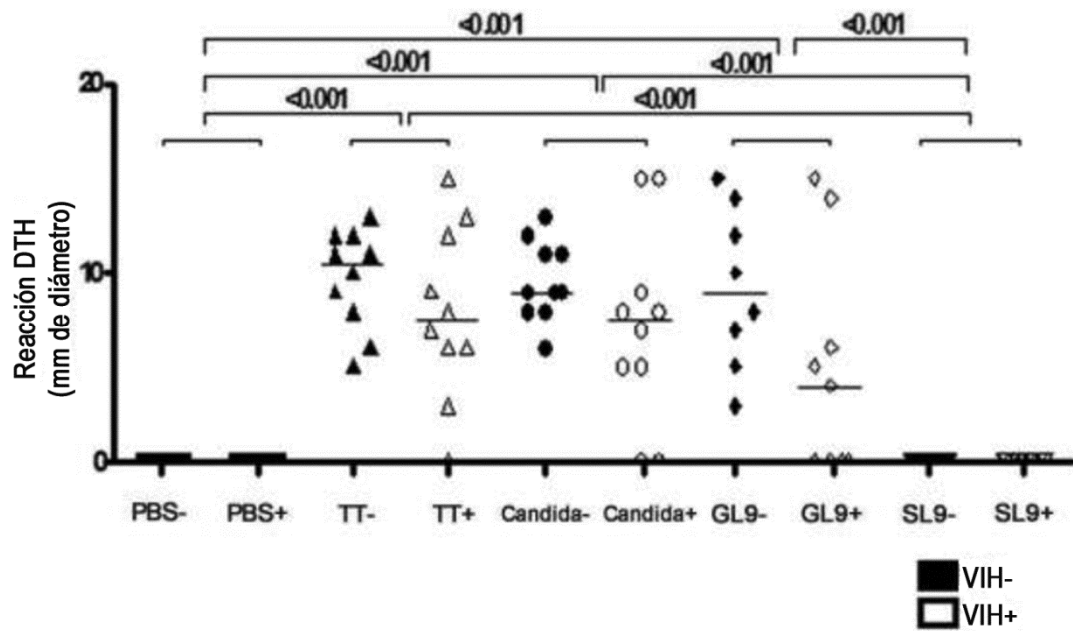 <0.001
<0.001
<0.001
<0.001
<0.001
<0.001
20
10
0
Reacción DTH
(mm de diámetro)
PBS- PBS+ TT- TT+ Candida- Candida+ GL9- GL9+ SL9- SL9+
VIH-
VIH+